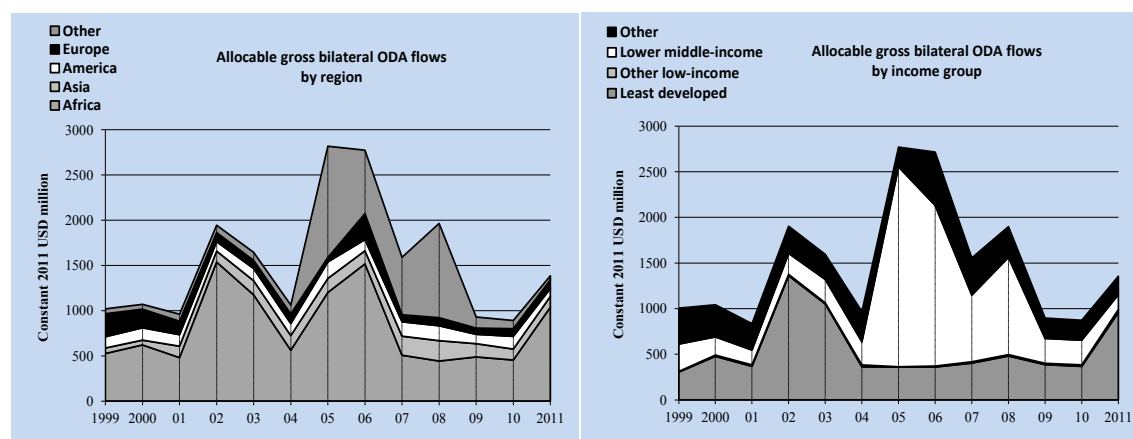 Other
Europe
America
Asia
Africa
Allocable gross bilateral ODA flows
by region
Constant 2011 USD million
3000
2500
2000
1500
1000
500
0
1999 2000 01 02 03 04 05 06 07 08 09 10 2011
Other
Lower middle-income
Other low-income
Least developed
Allocable gross bilateral ODA flows
by income group
Constant 2011 USD million
3000
2500
2000
1500
1000
500
0
1999 2000 01 02 03 04 05 06 07 08 09 10 2011